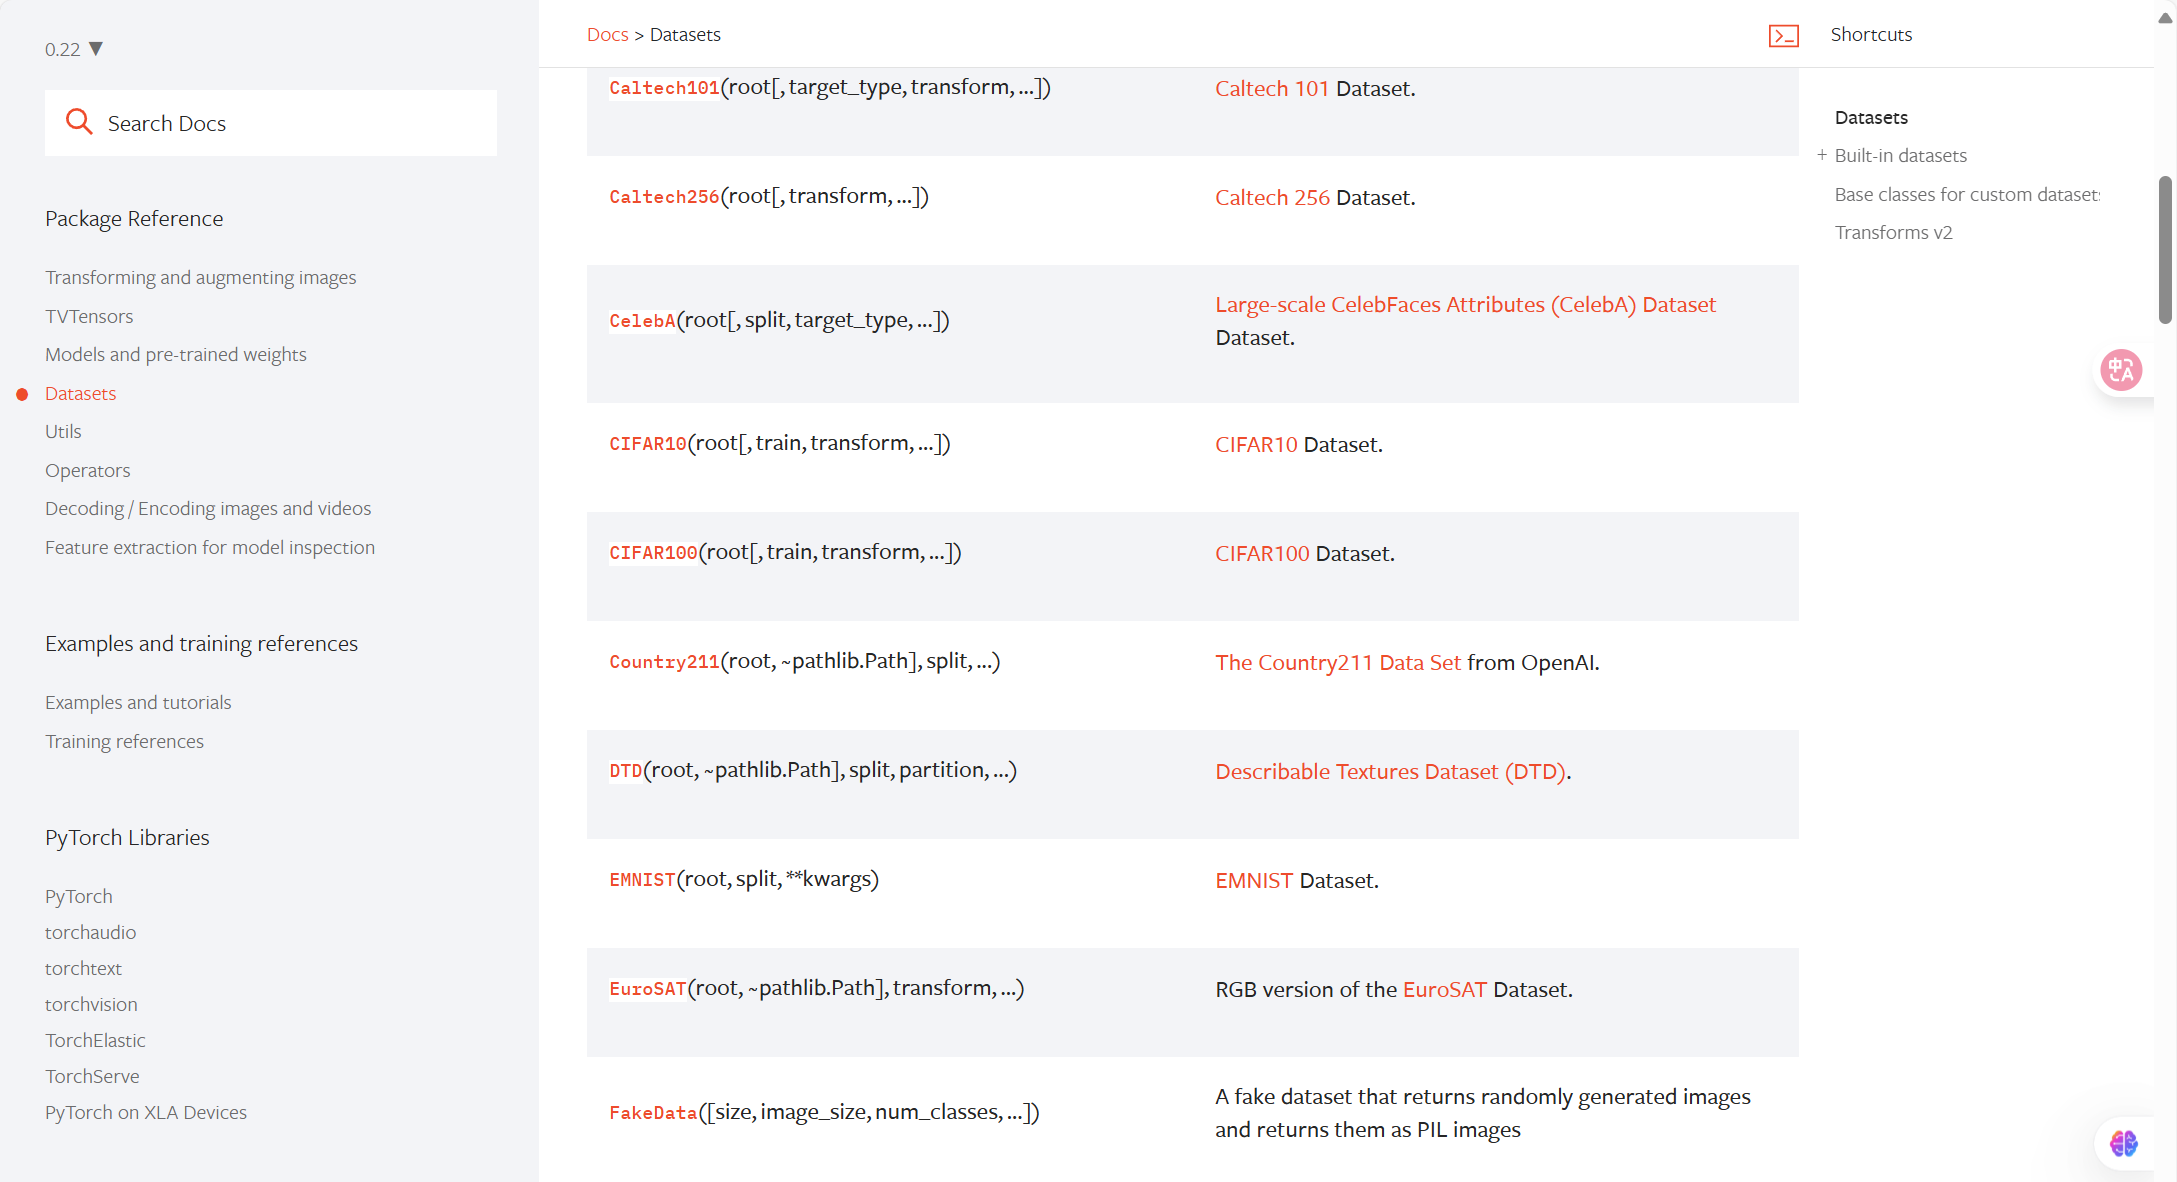 0.22 ▼
Search Docs
Package Reference
Transforming and augmenting images
TVTensors
Models and pre-trained weights
Datasets
Utils
Operators
Decoding / Encoding images and videos
Feature extraction for model inspection
Examples and training references
Examples and tutorials
Training references
PyTorch Libraries
PyTorch
torchaudio
torchtext
torchvision
TorchElastic
TorchServe
PyTorch on XLA Devices
Docs > Datasets
Shortcuts
Caltech101(root[, target_type, transform, ...])
Caltech 101 Dataset.
Caltech256(root[, transform, ...])
Caltech 256 Dataset.
CelebA(root[, split, target_type, ...])
Large-scale CelebFaces Attributes (CelebA) Dataset
Dataset.
CIFAR10(root[, train, transform, ...])
CIFAR10 Dataset.
CIFAR100(root[, train, transform, ...])
CIFAR100 Dataset.
Country211(root, ~pathlib.Path], split, ...)
The Country211 Data Set from OpenAI.
DTD(root, ~pathlib.Path], split, partition, ...)
Describable Textures Dataset (DTD).
EMNIST(root, split, **kwargs)
EMNIST Dataset.
EuroSAT(root, ~pathlib.Path], transform, ...)
RGB version of the EuroSAT Dataset.
FakeData([size, image_size, num_classes, ...])
A fake dataset that returns randomly generated images
and returns them as PIL images
Datasets
+ Built-in datasets
Base classes for custom datasets
Transforms v2
中A